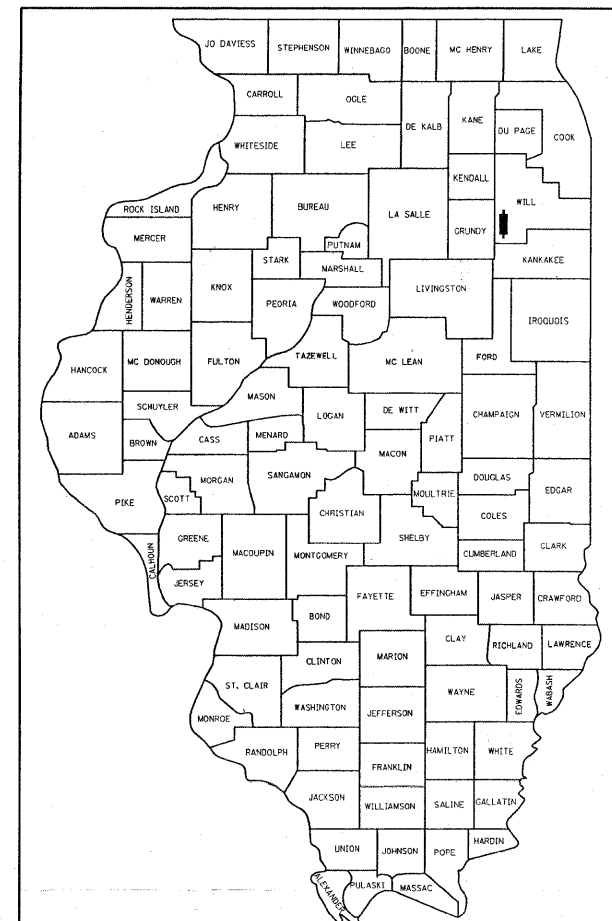 JO DAVIESS
STEPHENSON
WINNEBAGO
BOONE
MC HENRY
LAKE
CARROLL
OGLE
DE KALB
KANE
DU PAGE
COOK
WHITESIDE
LEE
KENDALL
WILL
ROCK ISLAND
HENRY
BUREAU
LA SALLE
GRUNDY
MERCER
PUTNAM
KANKAKEE
STARK
MARSHALL
HENDERSON
WARREN
KNOX
PEORIA
WOODFORD
LIVINGSTON
IROQUOIS
HANCOCK
MC DONOUGH
FULTON
TAZEWELL
MC LEAN
FORD
MASON
SCHUYLER
LOGAN
DE WITT
CHAMPAIGN
VERMILION
ADAMS
BROWN
CASS
MENARD
MACON
PIATT
SANGAMON
MORGAN
DOUGLAS
EDGAR
PIKE
SCOTT
CHRISTIAN
MOULTRIE
COLES
GREENE
MACOUPIN
MONTGOMERY
SHELBY
CUMBERLAND
CLARK
CALHOUN
JERSEY
FAYETTE
EFFINGHAM
JASPER
CRAWFORD
MADISON
BOND
CLAY
RICHLAND
LAWRENCE
CLINTON
MARION
ST. CLAIR
WAYNE
EDWARDS
WABASH
WASHINGTON
JEFFERSON
MONROE
RANDOLPH
PERRY
HAMILTON
WHITE
FRANKLIN
JACKSON
WILLIAMSON
SALINE
GALLATIN
UNION
JOHNSON
POPE
HARDIN
ALEXANDER
PULASKI
MASSAC